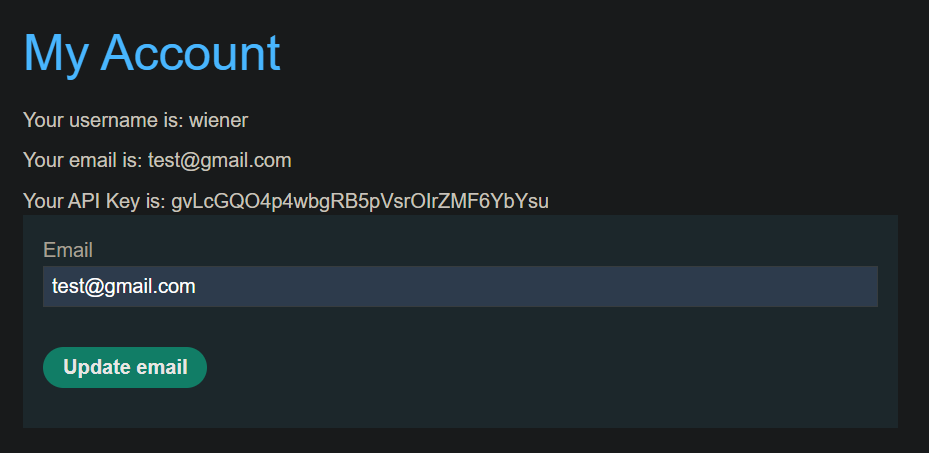 My Account
Your username is: wiener
Your email is: test@gmail.com
Your API Key is: gvLcGQO4p4wbgRB5pVsrOIrZMF6YbYsu
Email
test@gmail.com
Update email